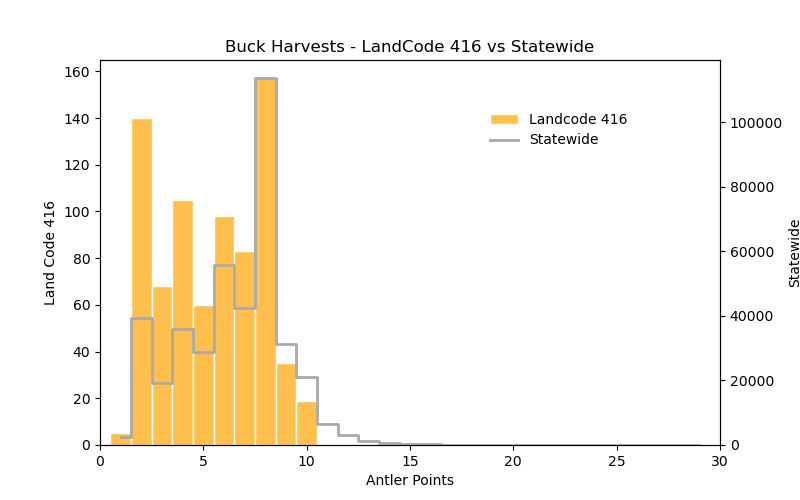 Buck Harvests - LandCode 416 vs Statewide
Landcode 416
Statewide
160
140
120
100
80
60
40
20
0
Land Code 416
100000
80000
60000
40000
20000
0
Statewide
0 5 10 15 20 25 30
Antler Points